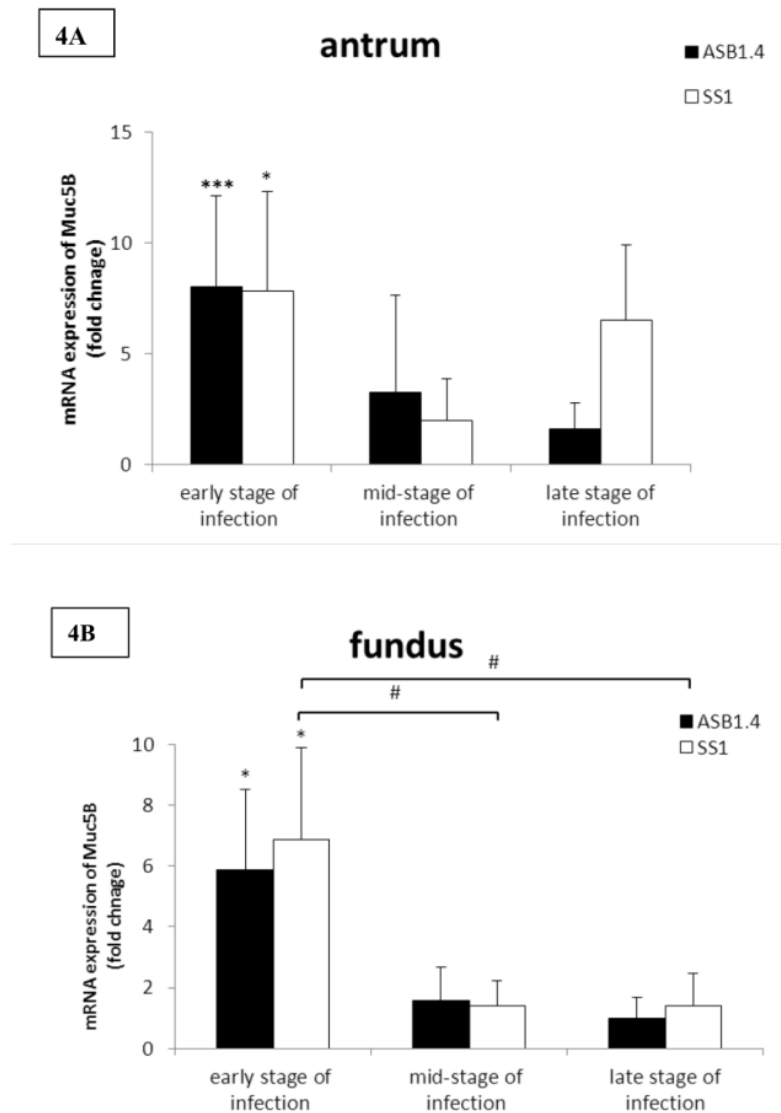 4A
antrum
ASB1.4
SS1
mRNA expression of Muc5B
(fold chnage)
15
10
5
0
***
*
early stage of
infection
mid-stage of
infection
late stage of
infection
4B
fundus
#
#
ASB1.4
SS1
mRNA expression of Muc5B
(fold chnage)
10
8
6
4
2
0
*
*
early stage of
infection
mid-stage of
infection
late stage of
infection